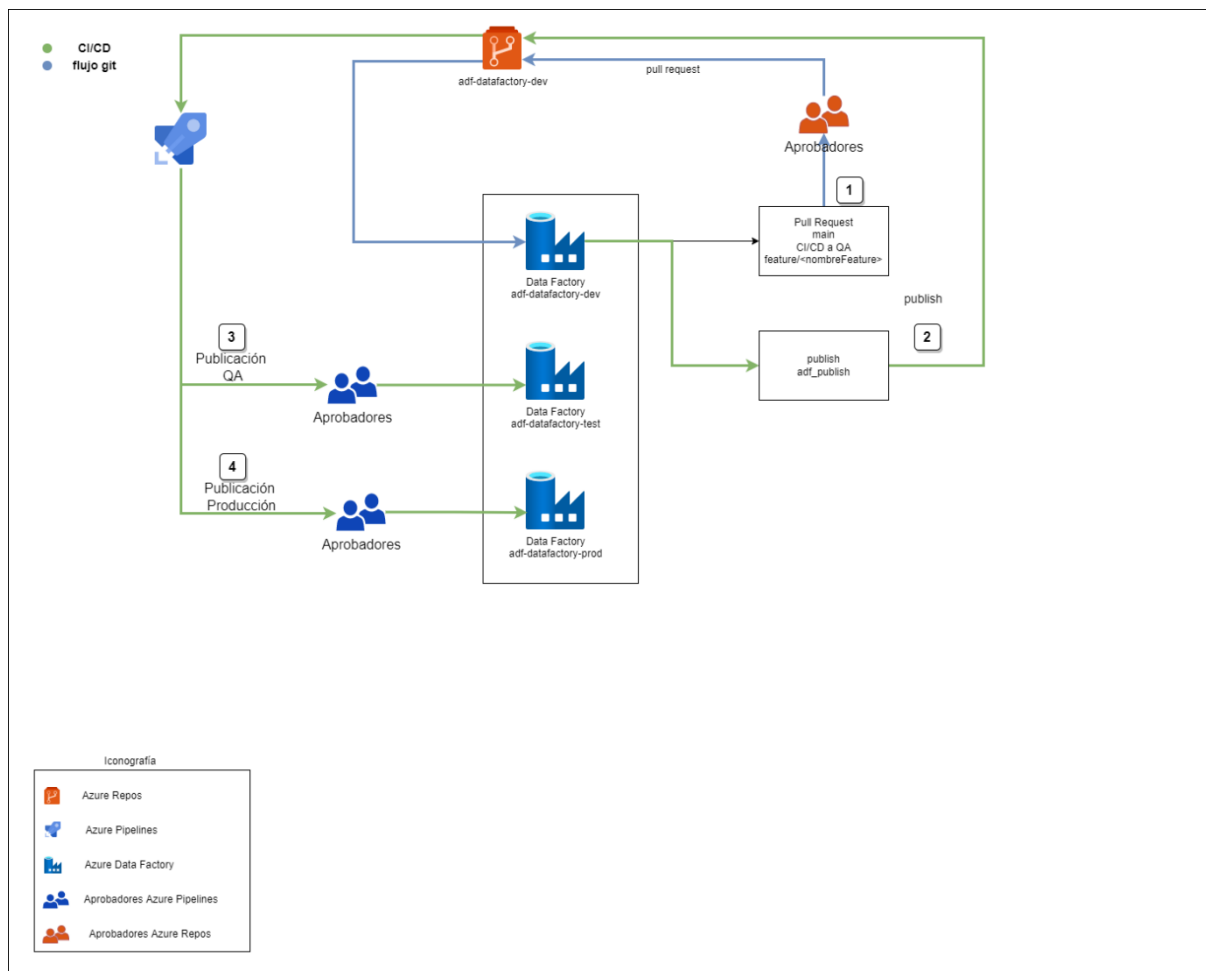 CI/CD
flujo git
adf-datafactory-dev
pull request
Aprobadores
1
Pull Request
main
CI/CD a QA
feature/<nombreFeature>
Data Factory
adf-datafactory-dev
publish
2
publish
adf_publish
3
Publicación
QA
Aprobadores
Data Factory
adf-datafactory-test
4
Publicación
Producción
Aprobadores
Data Factory
adf-datafactory-prod
Iconografía
Azure Repos
Azure Pipelines
Azure Data Factory
Aprobadores Azure Pipelines
Aprobadores Azure Repos